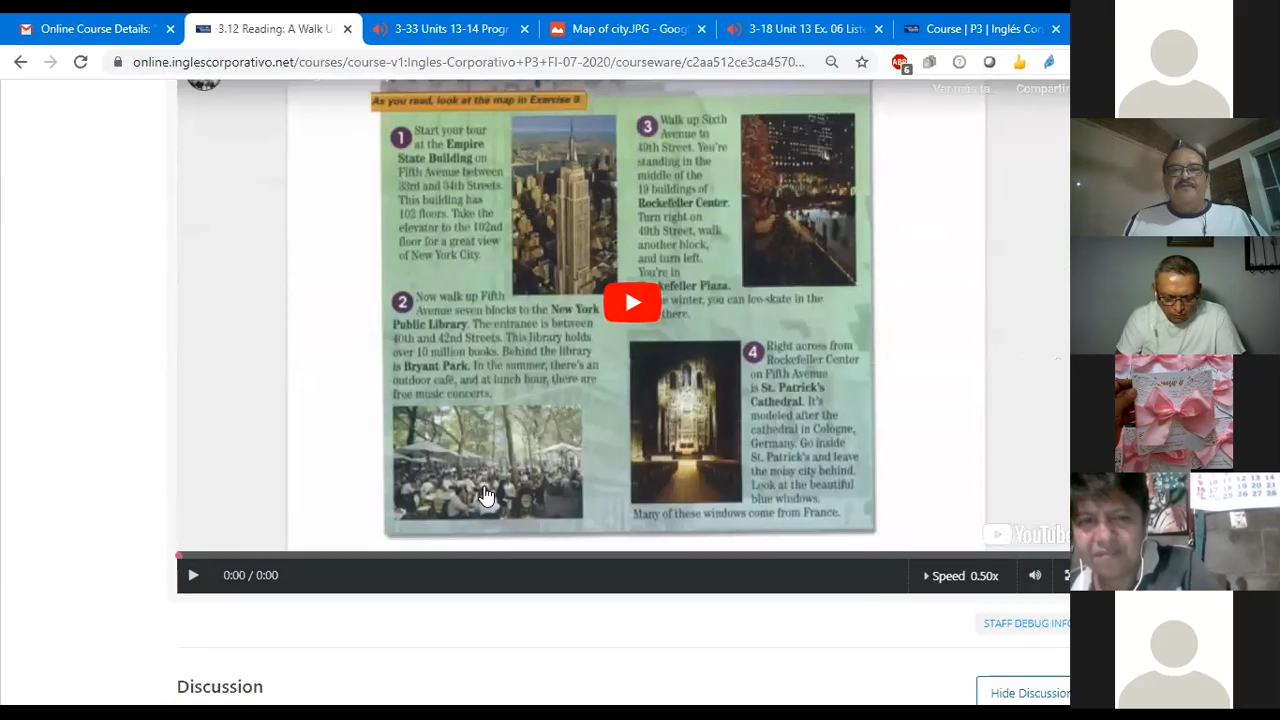 Online Course Details:
3.12 Reading: A Walk U
3-33 Units 13-14 Progr
Map of city.JPG - Goog
3-18 Unit 13 Ex. 06 List
Course | P3 | Inglés Cor
online.inglescorporativo.net/courses/course-v1:Ingles-Corporativo+P3+FI-07-2020/courseware/c2aa512ce3ca4570...
ABP
6
Ver más ta...
Compartir
As you read, look at the map in Exercise 9.
1 Start your tour
at the Empire
State Building on
Fifth Avenue between
33rd and 34th Streets.
This building has
102 floors. Take the
elevator to the 102nd
floor for a great view
of New York City.
2 Now walk up Fifth
Avenue seven blocks to the New York
Public Library. The entrance is between
40th and 42nd Streets. This library holds
over 10 million books. Behind the library
is Bryant Park. In the summer, there's an
outdoor café, and at lunch hour, there are
free music concerts.
3 Walk up Sixth
Avenue to
49th Street. You're
standing in the
middle of the
19 buildings of
Rockefeller Center.
Turn right on
49th Street, walk
another block,
and turn left.
You're in
kefeller Plaza.
e winter, you can ice-skate in the
there.
4 Right across from
Rockefeller Center
on Fifth Avenue
is St. Patrick's
Cathedral. It's
modeled after the
cathedral in Cologne,
Germany. Go inside
St. Patrick's and leave
the noisy city behind.
Look at the beautiful
blue windows.
Many of these windows come from France.
YouTube
0:00 / 0:00
Speed 0.50x
STAFF DEBUG INFO
Discussion
Hide Discussion